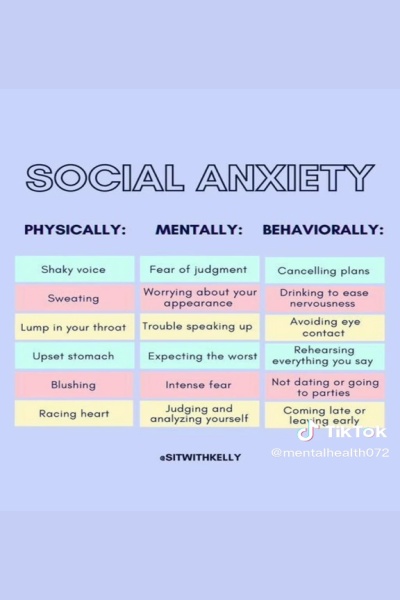 SOCIAL ANXIETY
PHYSICALLY: MENTALLY: BEHAVIORALLY:
Shaky voice
Fear of judgment
Cancelling plans
Sweating
Worrying about your
appearance
Drinking to ease
nervousness
Lump in your throat
Trouble speaking up
Avoiding eye
contact
Upset stomach
Expecting the worst
Rehearsing
everything you say
Blushing
Intense fear
Not dating or going
to parties
Racing heart
Judging and
analyzing yourself
Coming late or
leaving early
@SITWITHKELLY
TikTok
@mentalhealth072